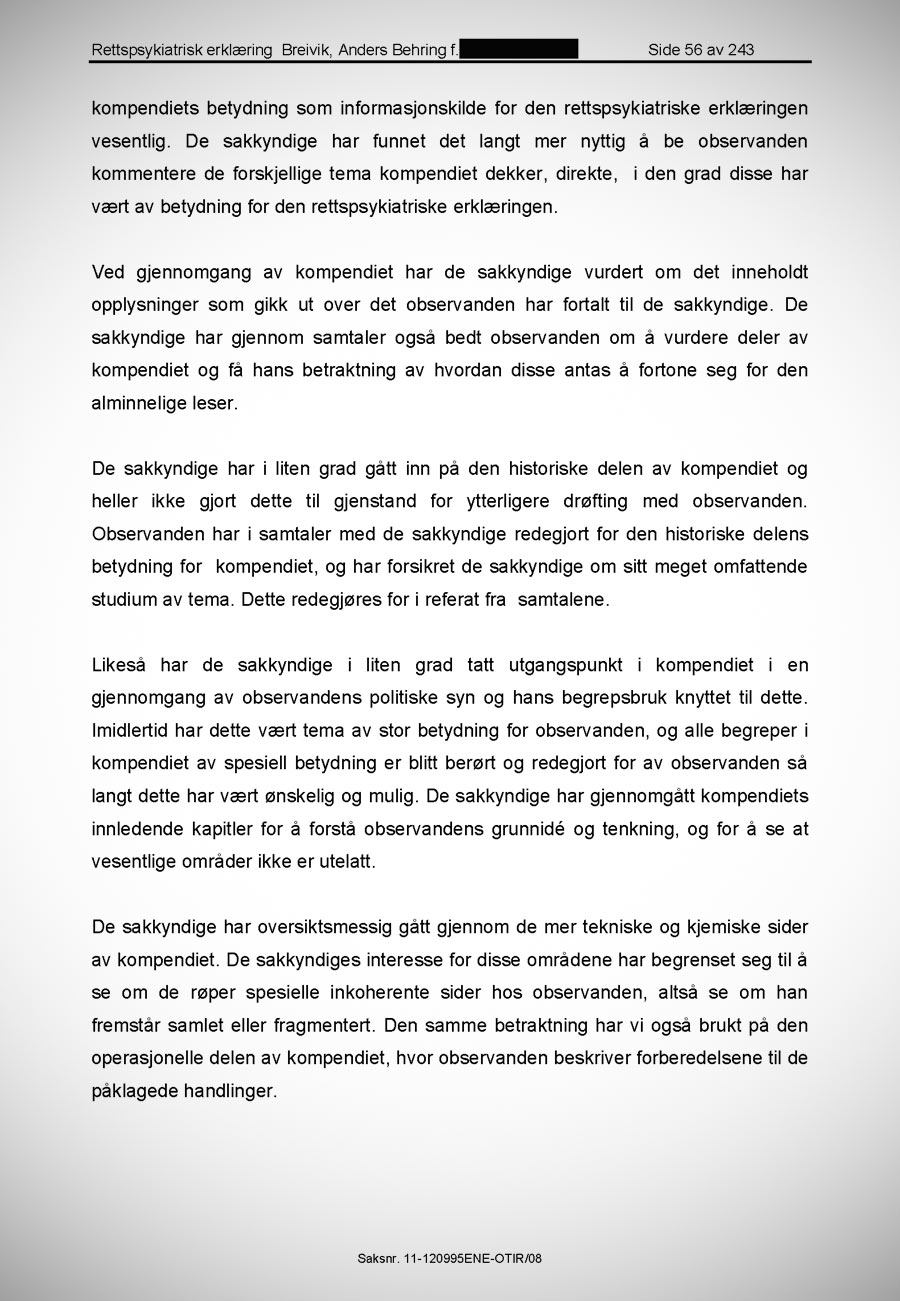 Rettspsykiatrisk erklæring  Breivik, Anders Behring f. Side 56 av 243
kompendiets betydning som informasjonskilde for den rettspsykiatriske erklæringen
vesentlig. De sakkyndige har funnet det langt mer nyttig å be observanden
kommentere de forskjellige tema kompendiet dekker, direkte,  i den grad disse har
vært av betydning for den rettspsykiatriske erklæringen.
Ved gjennomgang av kompendiet har de sakkyndige vurdert om det inneholdt
opplysninger som gikk ut over det observanden har fortalt til de sakkyndige. De
sakkyndige har gjennom samtaler også bedt observanden om å vurdere deler av
kompendiet og få hans betraktning av hvordan disse antas å fortone seg for den
alminnelige leser.
De sakkyndige har i liten grad gått inn på den historiske delen av kompendiet og
heller ikke gjort dette til gjenstand for ytterligere drøfting med observanden.
Observanden har i samtaler med de sakkyndige redegjort for den historiske delens
betydning for  kompendiet, og har forsikret de sakkyndige om sitt meget omfattende
studium av tema. Dette redegjøres for i referat fra  samtalene.
Likeså har de sakkyndige i liten grad tatt utgangspunkt i kompendiet i en
gjennomgang av observandens politiske syn og hans begrepsbruk knyttet til dette.
Imidlertid har dette vært tema av stor betydning for observanden, og alle begreper i
kompendiet av spesiell betydning er blitt berørt og redegjort for av observanden så
langt dette har vært ønskelig og mulig. De sakkyndige har gjennomgått kompendiets
innledende kapitler for å forstå observandens grunnidé og tenkning, og for å se at
vesentlige områder ikke er utelatt.
De sakkyndige har oversiktsmessig gått gjennom de mer tekniske og kjemiske sider
av kompendiet. De sakkyndiges interesse for disse områdene har begrenset seg til å
se om de røper spesielle inkoherente sider hos observanden, altså se om han
fremstår samlet eller fragmentert. Den samme betraktning har vi også brukt på den
operasjonelle delen av kompendiet, hvor observanden beskriver forberedelsene til de
påklagede handlinger.
Saksnr. 11-120995ENE-OTIR/08